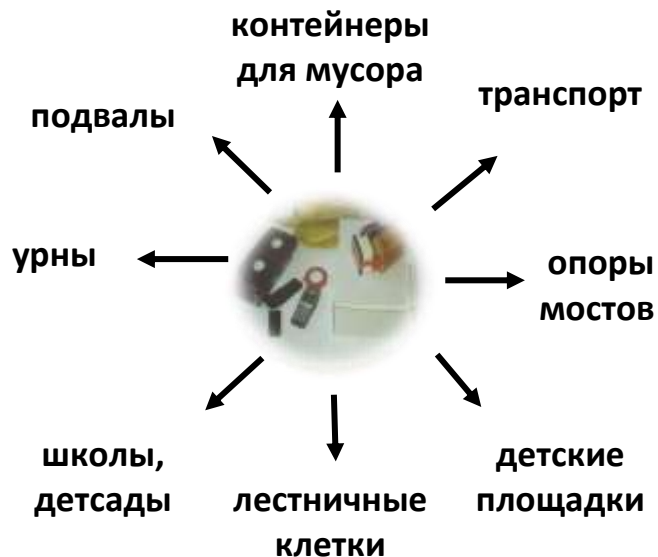 контейнеры
для мусора
транспорт
подвалы
урны
опоры
мостов
школы,
детсады
лестничные
клетки
детские
площадки